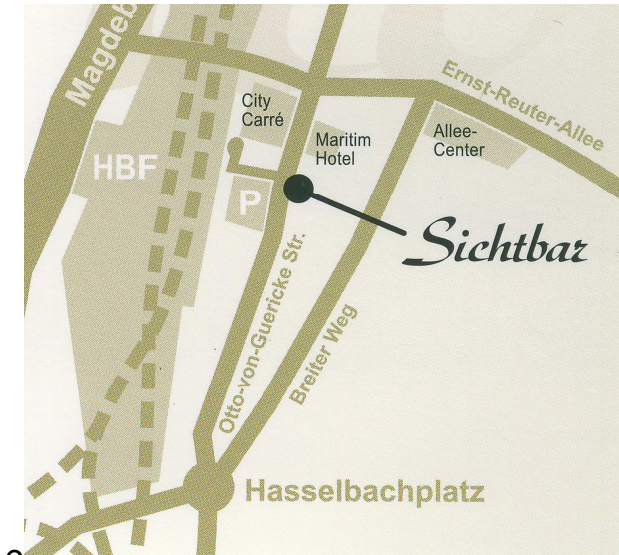 Magdeb
Ernst-Reuter-Allee
City
Carré
Allee-
Center
Maritim
Hotel
HBF
P
Sichtbar
Otto-von-Guericke Str.
Breiter Weg
Hasselbachplatz